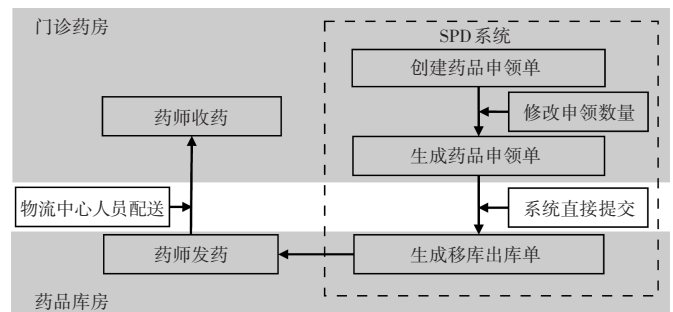 门诊药房
SPD系统
创建药品申领单
药师收药
修改申领数量
生成药品申领单
物流中心人员配送
系统直接提交
药师发药
生成移库出库单
药品库房